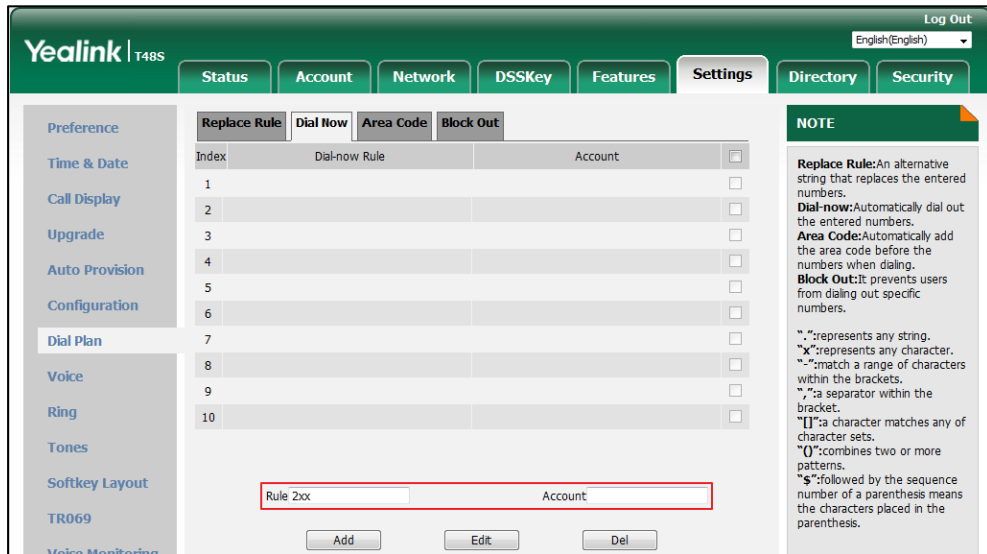 Log Out
Yealink | T48S
English(English)
Status
Account
Network
DSSKey
Features
Settings
Directory
Security
Preference
Time & Date
Call Display
Upgrade
Auto Provision
Configuration
Dial Plan
Voice
Ring
Tones
Softkey Layout
TR069
Voice Monitoring
Replace Rule
Dial Now
Area Code
Block Out
Index Dial-now Rule Account
1
2
3
4
5
6
7
8
9
10
Rule 2xx Account
Add Edit Del
NOTE
Replace Rule:An alternative
string that replaces the entered
numbers.
Dial-now:Automatically dial out
the entered numbers.
Area Code:Automatically add
the area code before the
numbers when dialing.
Block Out:It prevents users
from dialing out specific
numbers.
".":represents any string.
"x":represents any character.
"-":match a range of characters
within the brackets.
",":a separator within the
bracket.
"[]":a character matches any of
character sets.
"()":combines two or more
patterns.
"$":followed by the sequence
number of a parenthesis means
the characters placed in the
parenthesis.